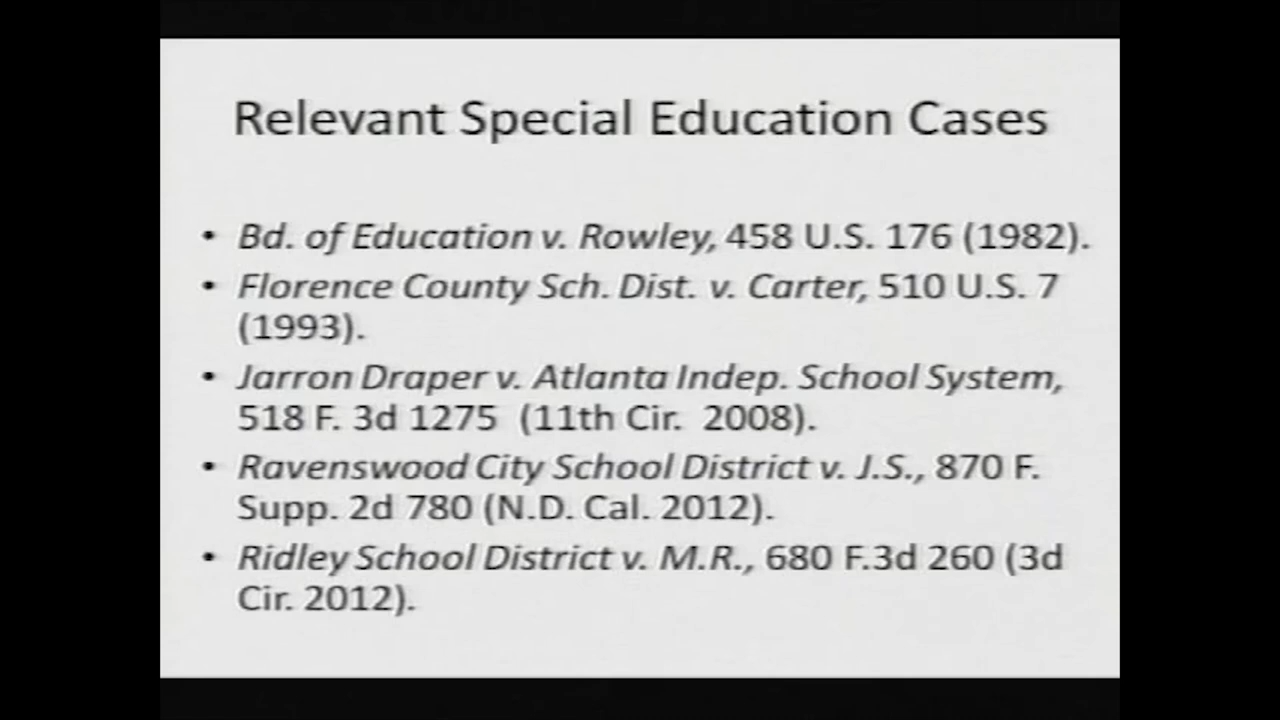 Relevant Special Education Cases
• Bd. of Education v. Rowley, 458 U.S. 176 (1982).
• Florence County Sch. Dist. v. Carter, 510 U.S. 7
(1993).
• Jarron Draper v. Atlanta Indep. School System,
518 F. 3d 1275 (11th Cir. 2008).
• Ravenswood City School District v. J.S., 870 F.
Supp. 2d 780 (N.D. Cal. 2012).
• Ridley School District v. M.R., 680 F.3d 260 (3d
Cir. 2012).